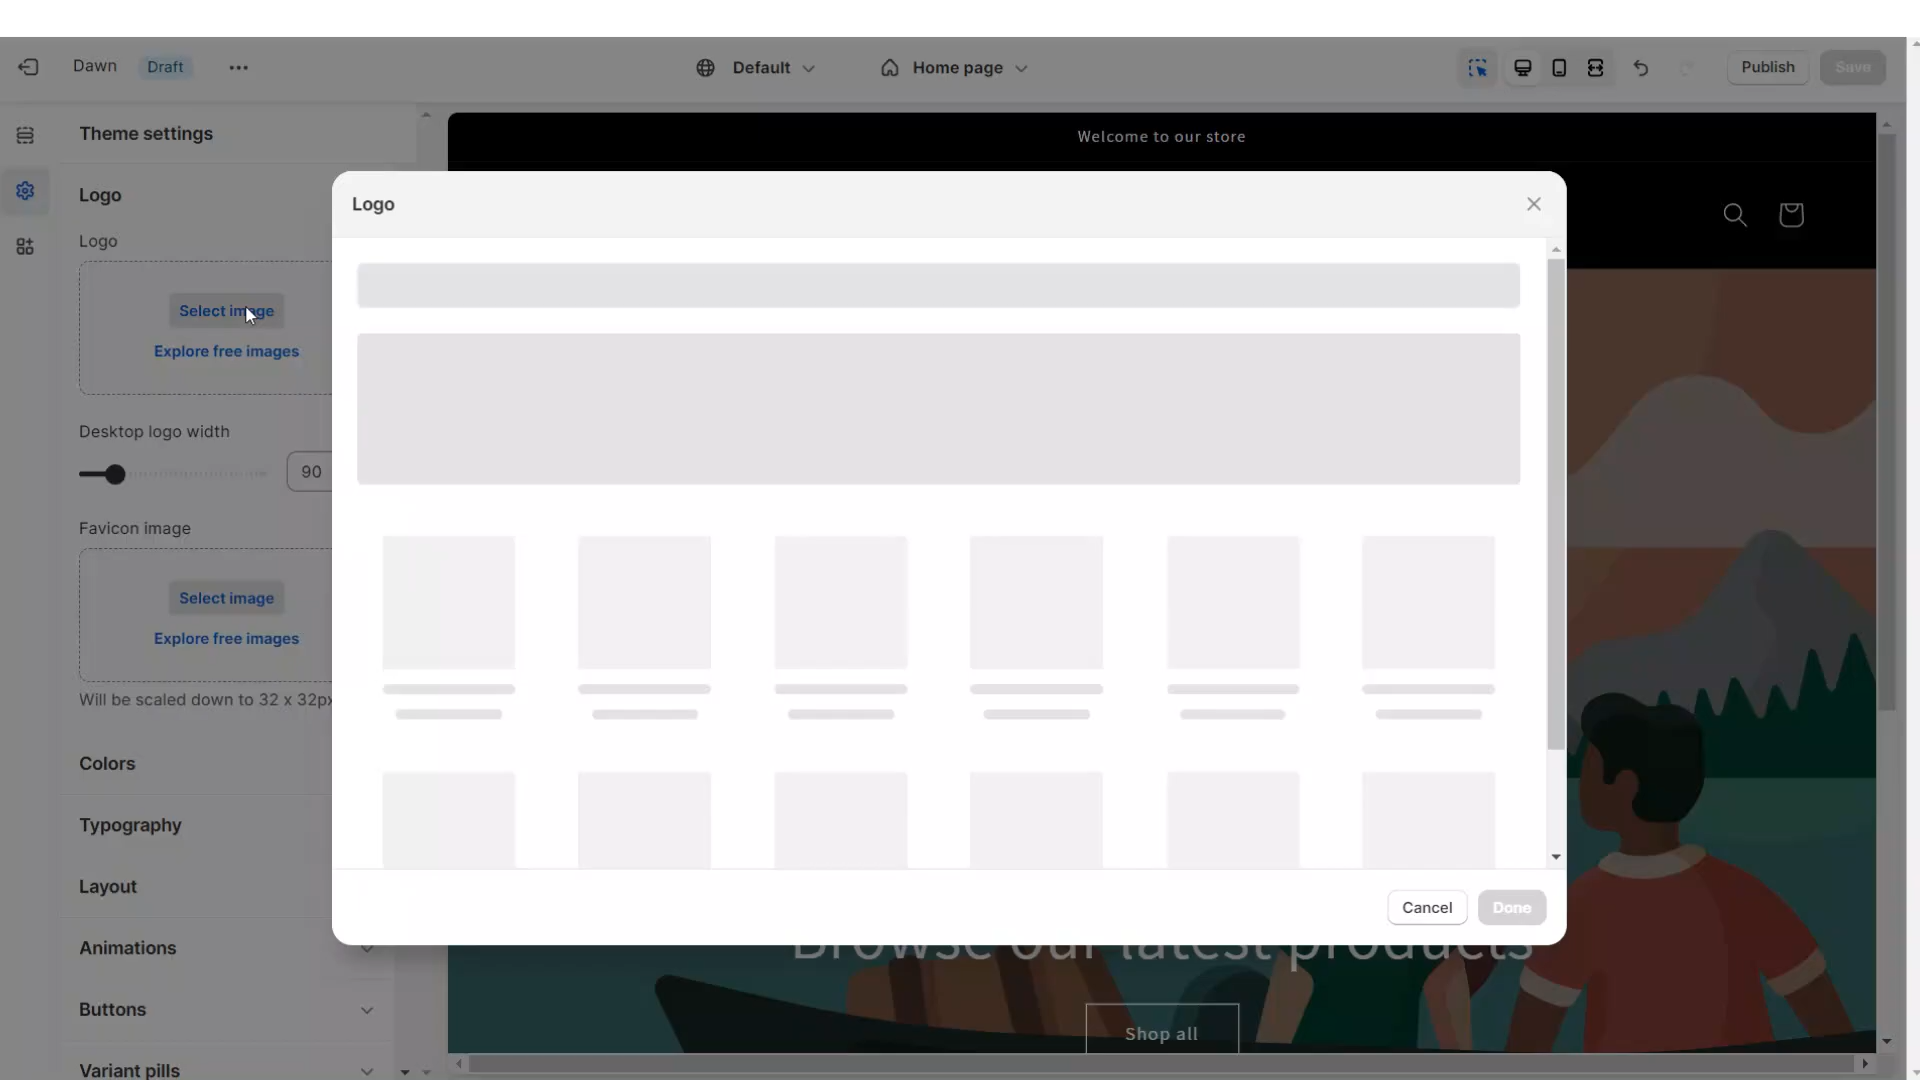 Dawn Draft
Default
Home page
Publish
Save
Theme settings
Welcome to our store
Logo
Logo
Logo
Select image
Explore free images
Desktop logo width
90
Favicon image
Select image
Explore free images
Will be scaled down to 32 x 32px
Colors
Typography
Layout
Animations
Buttons
Variant pills
Cancel
Done
Browse our latest products
Shop all